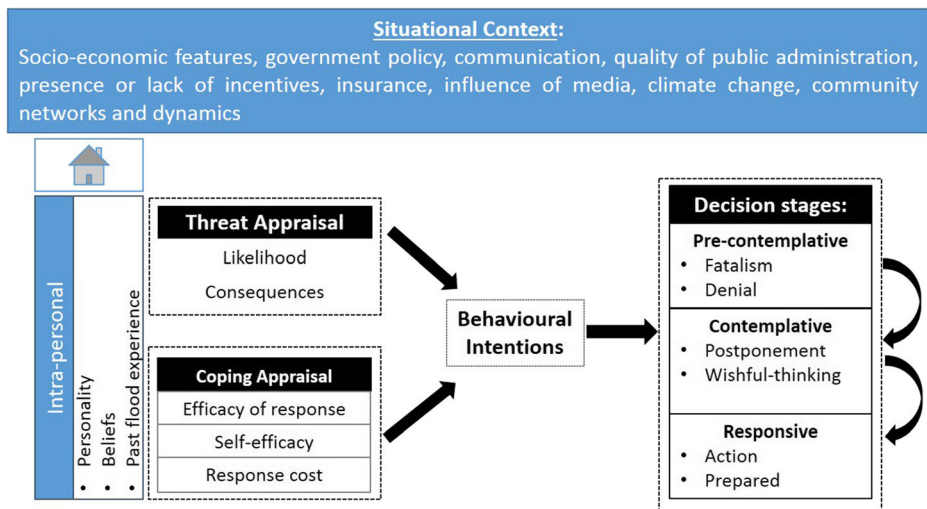 Situational Context:
Socio-economic features, government policy, communication, quality of public administration,
presence or lack of incentives, insurance, influence of media, climate change, community
networks and dynamics
Intra-personal
• Personality
• Beliefs
• Past flood experience
Threat Appraisal
Likelihood
Consequences
Coping Appraisal
Efficacy of response
Self-efficacy
Response cost
Behavioural
Intentions
Decision stages:
Pre-contemplative
• Fatalism
• Denial
Contemplative
• Postponement
• Wishful-thinking
Responsive
• Action
• Prepared